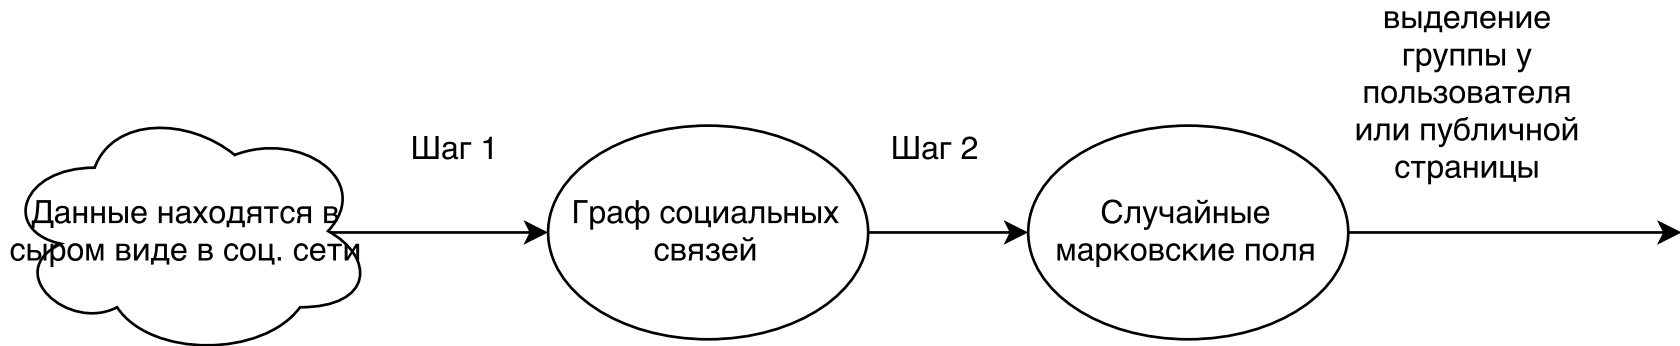 Данные находятся в
сыром виде в соц. сети
Шаг 1
Граф социальных
связей
Шаг 2
Случайные
марковские поля
выделение
группы у
пользователя
или публичной
страницы